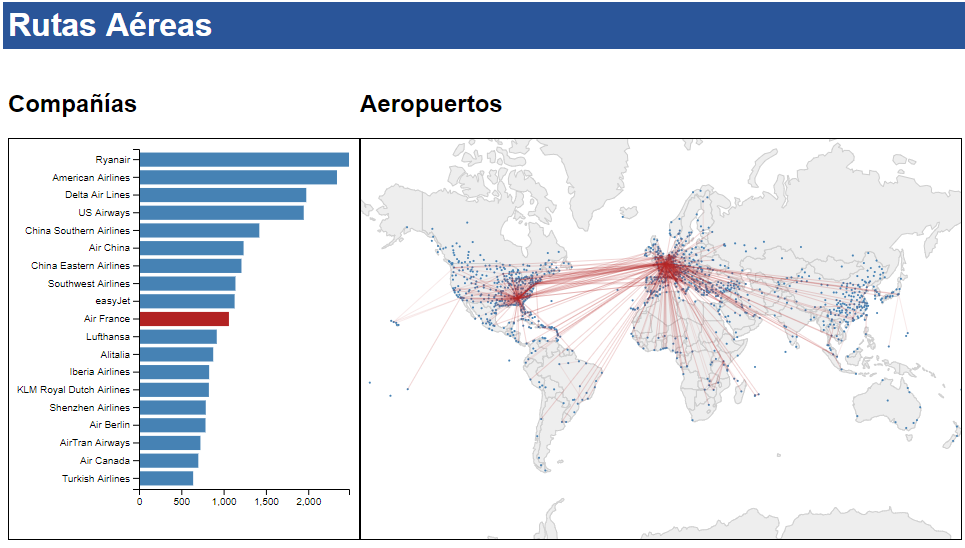 Rutas Aéreas
Compañías
Aeropuertos
Ryanair
American Airlines
Delta Air Lines
US Airways
China Southern Airlines
Air China
China Eastern Airlines
Southwest Airlines
easyJet
Air France
Lufthansa
Alitalia
Iberia Airlines
KLM Royal Dutch Airlines
Shenzhen Airlines
Air Berlin
AirTran Airways
Air Canada
Turkish Airlines
0 500 1,000 1,500 2,000